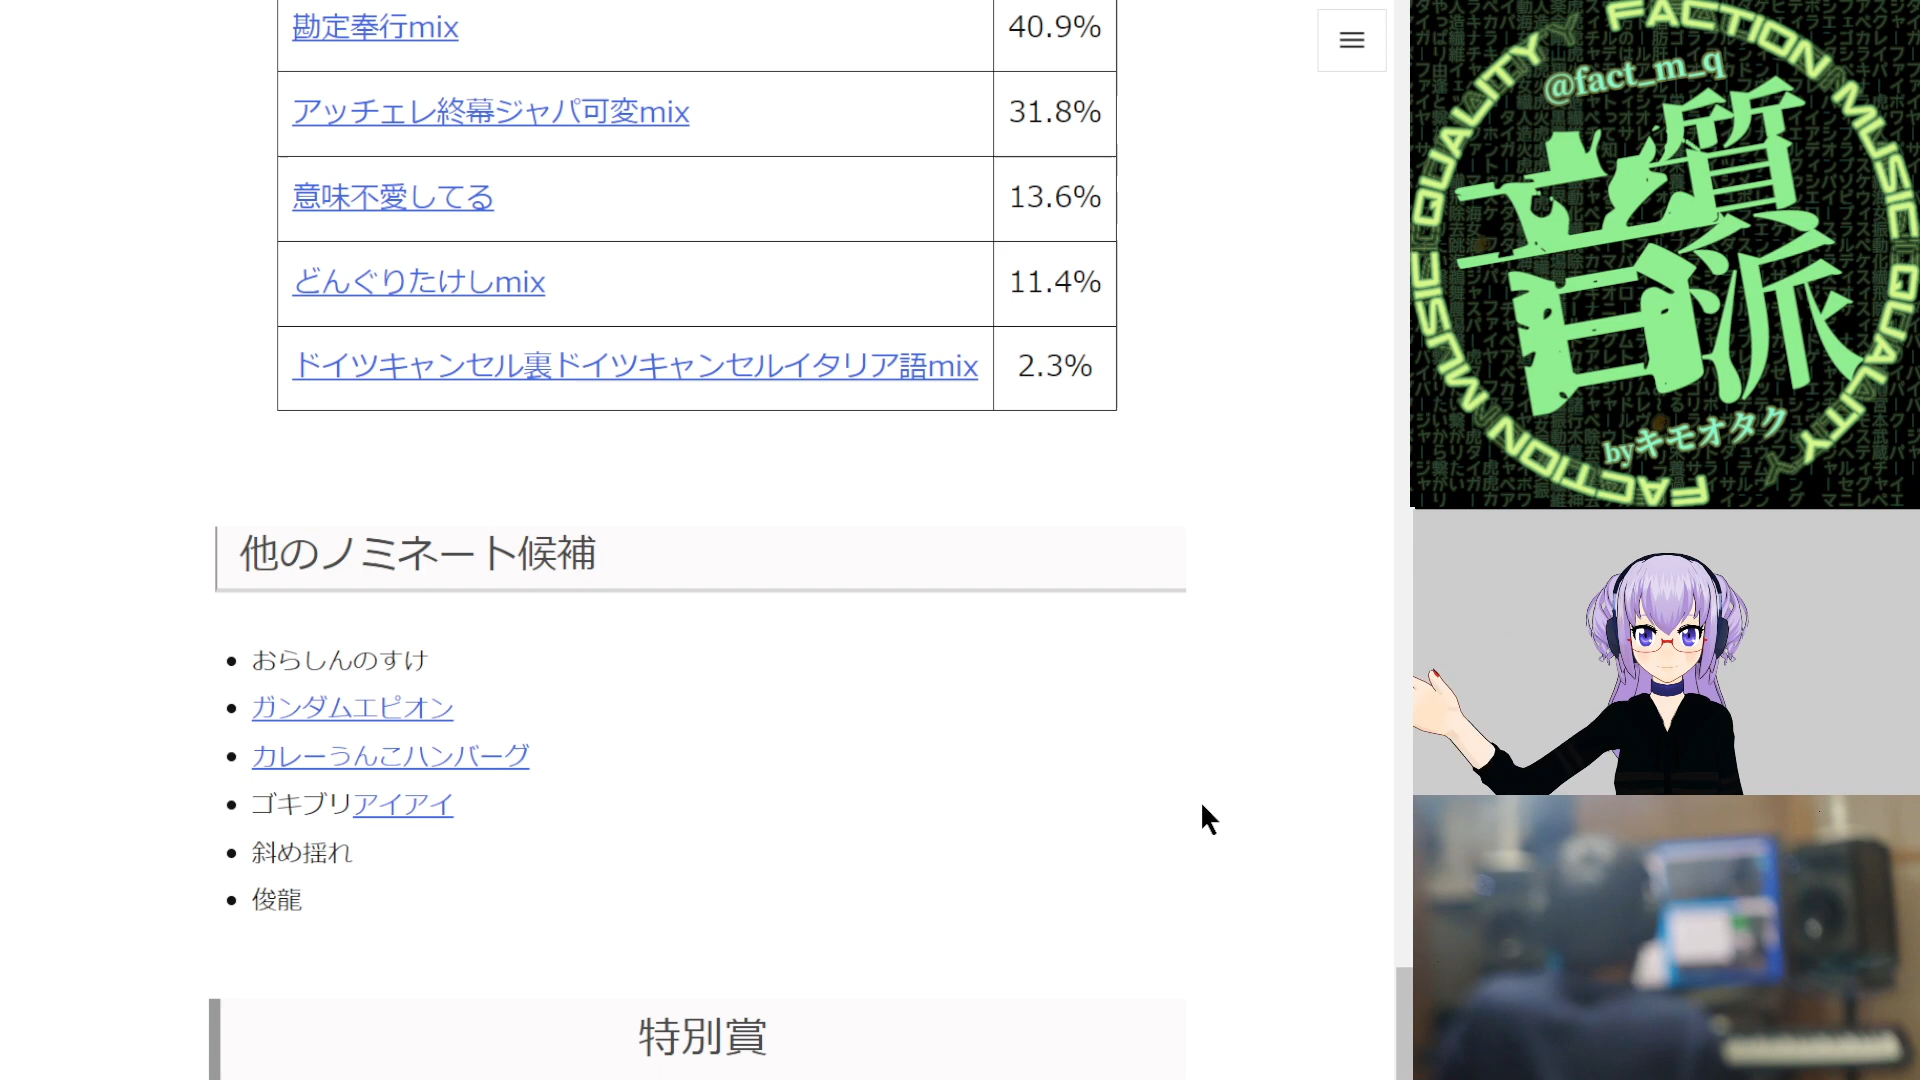 勘定奉行mix 40.9%
アッチェレ終幕ジャパ可変mix 31.8%
意味不愛してる 13.6%
どんぐりたけしmix 11.4%
ドイツキャンセル裏ドイツキャンセルイタリア語mix 2.3%
他のノミネート候補
おらしんのすけ
ガンダムエピオン
カレーうんこハンバーグ
ゴキブリアイアイ
斜め揺れ
俊龍
特別賞
FACTION MUSIC QUALITY
@fact_m_q
音質派
byキモオタク
FACTION MUSIC QUALITY